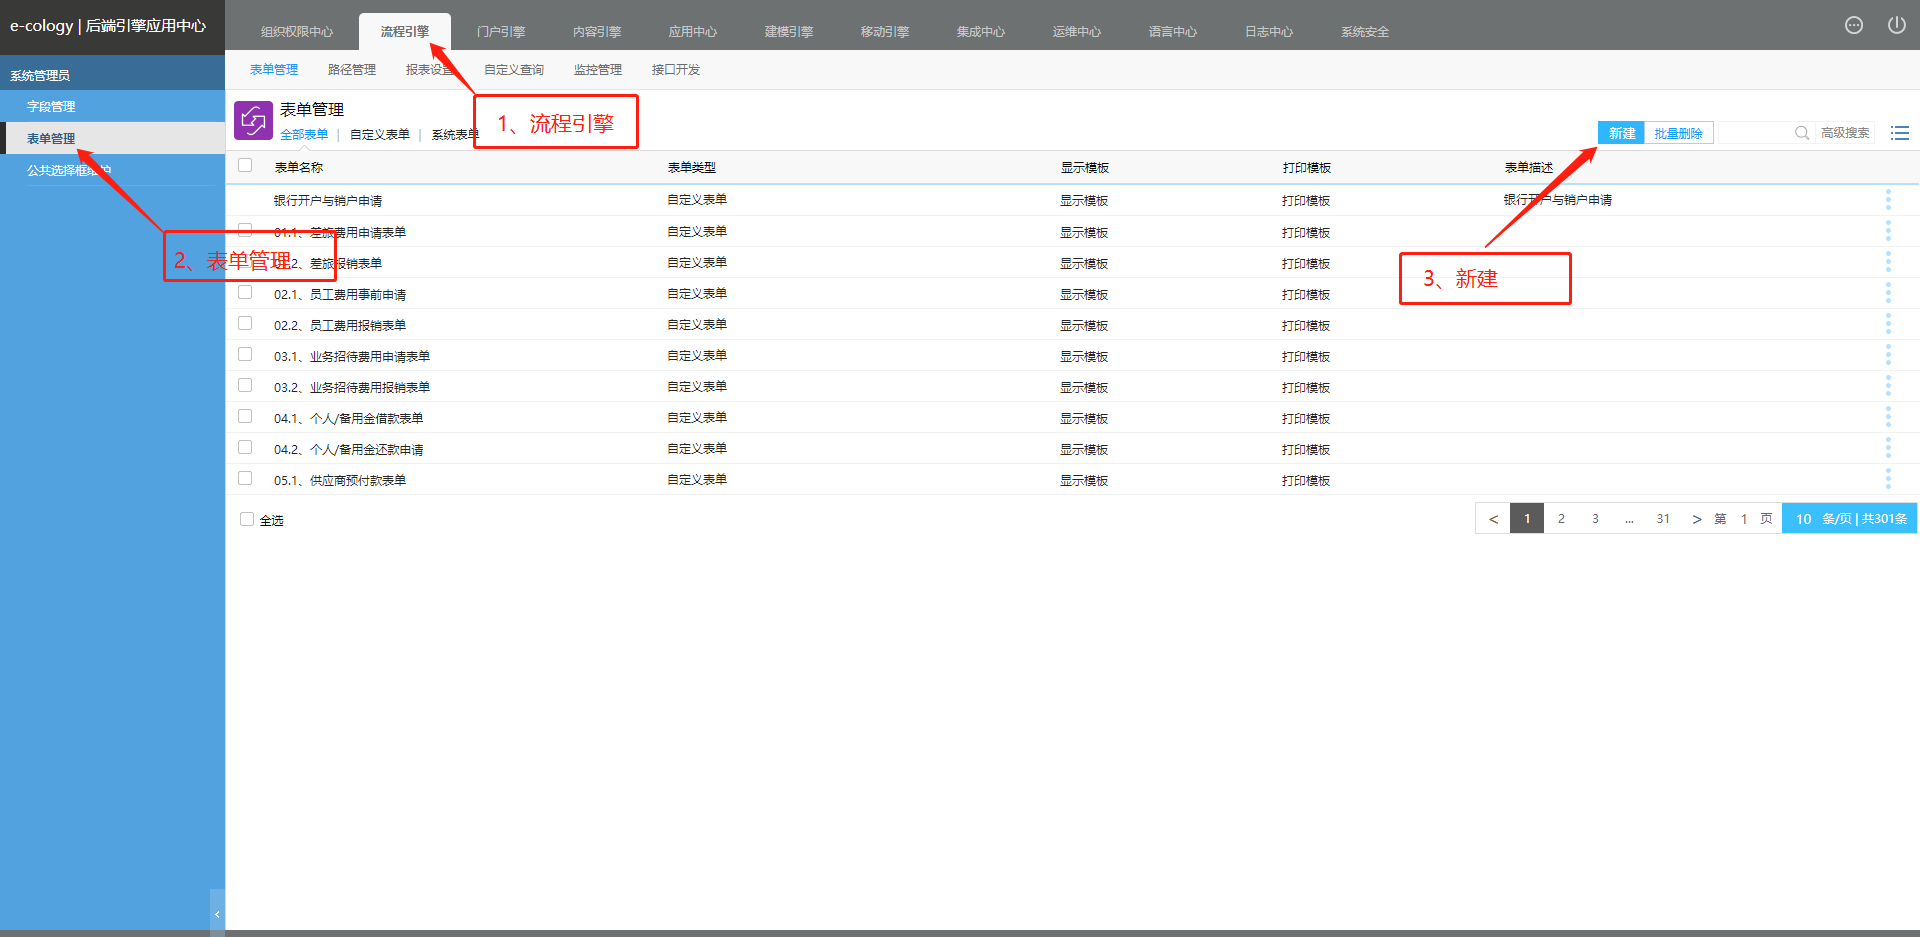 e-cology | 后端引擎应用中心
组织权限中心 流程引擎 门户引擎 内容引擎 应用中心 建模引擎 移动引擎 集成中心 运维中心 语言中心 日志中心 系统安全
系统管理员
字段管理
表单管理
公共选择框维护
表单管理 路径管理 报表设置 自定义查询 监控管理 接口开发
表单管理
全部表单 | 自定义表单 | 系统表单
1、流程引擎
2、表单管理
3、新建
新建 批量删除 高级搜索
表单名称 表单类型 显示模板 打印模板 表单描述
银行开户与销户申请 自定义表单 显示模板 打印模板 银行开户与销户申请
01.1、差旅费用申请表单 自定义表单 显示模板 打印模板
01.2、差旅报销表单 自定义表单 显示模板 打印模板
02.1、员工费用事前申请 自定义表单 显示模板 打印模板
02.2、员工费用报销表单 自定义表单 显示模板 打印模板
03.1、业务招待费用申请表单 自定义表单 显示模板 打印模板
03.2、业务招待费用报销表单 自定义表单 显示模板 打印模板
04.1、个人/备用金借款表单 自定义表单 显示模板 打印模板
04.2、个人/备用金还款申请 自定义表单 显示模板 打印模板
05.1、供应商预付款表单 自定义表单 显示模板 打印模板
全选
< 1 2 3 ... 31 > 第 1 页 10 条/页 | 共301条